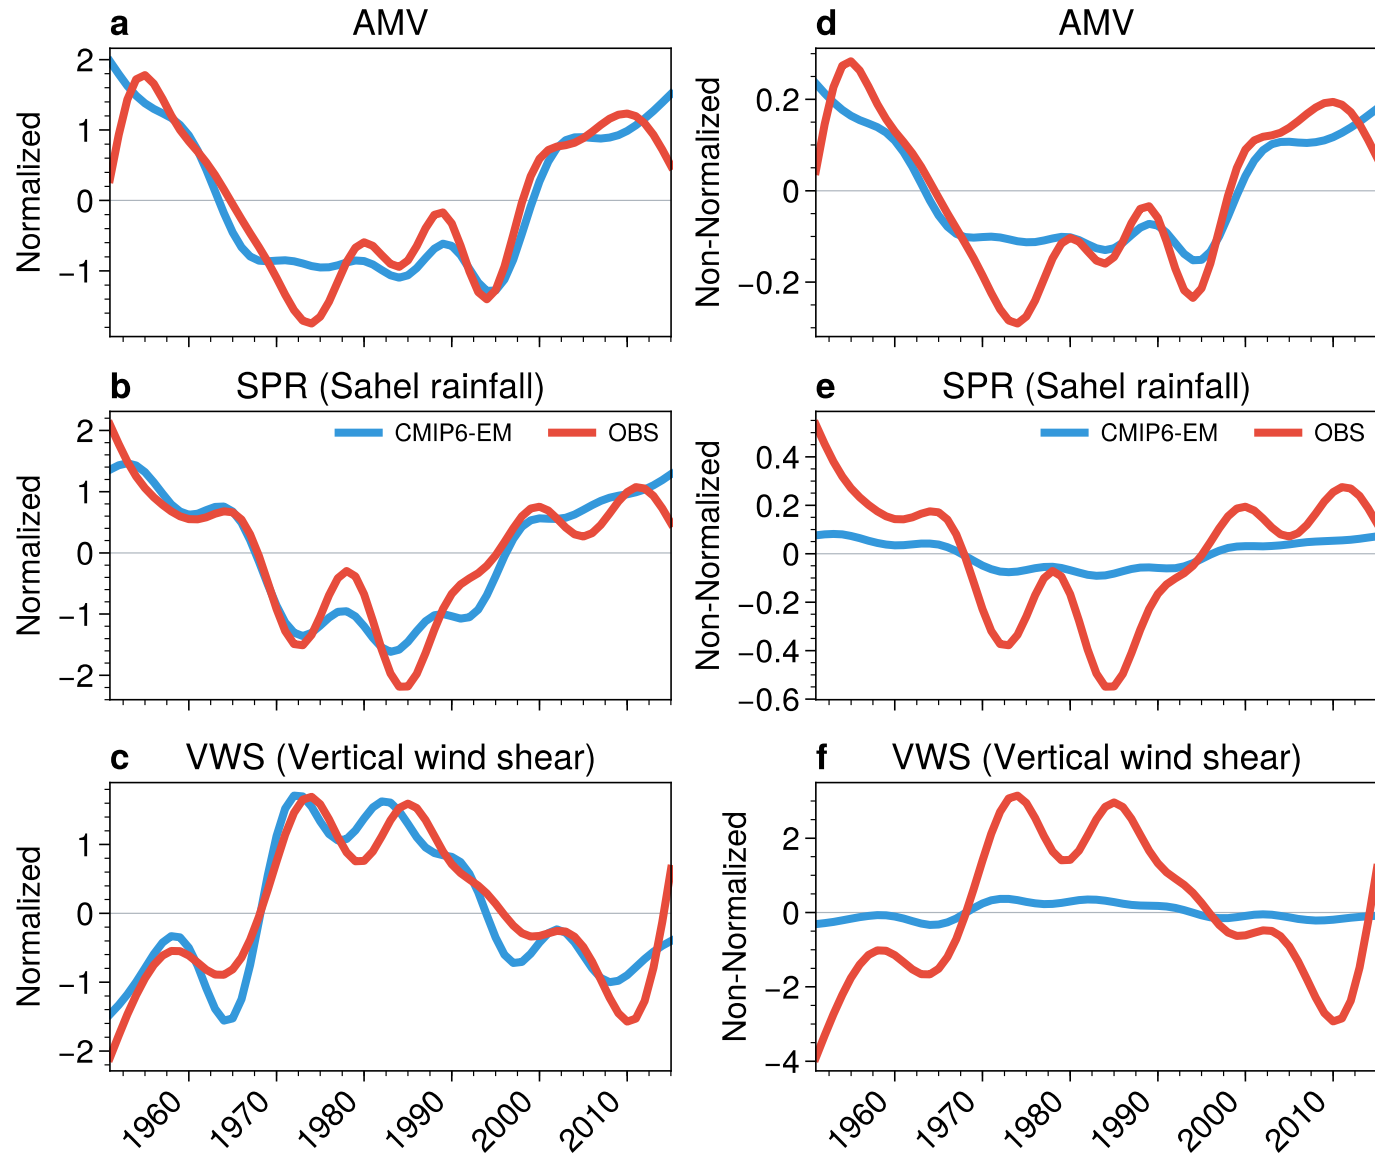 a AMV
Normalized
2
1
0
−1
d AMV
Non-Normalized
0.2
0
−0.2
b SPR (Sahel rainfall)
Normalized
2
1
0
−1
−2
CMIP6-EM OBS
e SPR (Sahel rainfall)
Non-Normalized
0.4
0.2
0
−0.2
−0.4
−0.6
CMIP6-EM OBS
c VWS (Vertical wind shear)
Normalized
1
0
−1
−2
1960 1970 1980 1990 2000 2010
f VWS (Vertical wind shear)
Non-Normalized
2
0
−2
−4
1960 1970 1980 1990 2000 2010